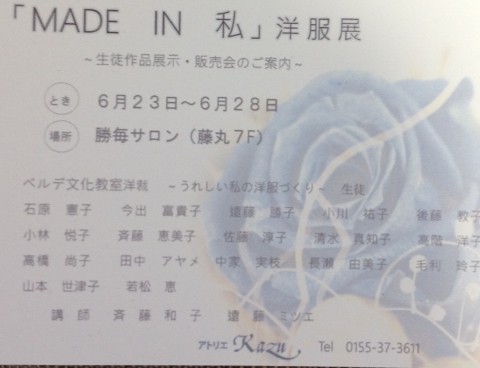 「MADE IN 私」洋服展
~生徒作品展示・販売会のご案内~
とき 6月23日~6月28日
場所 勝毎サロン(藤丸7F)
ベルデ文化教室洋裁 ~うれしい私の洋服づくり~ 生徒
石原 憲子 今出 富貴子 遠藤 勝子 小川 祐子 後藤 教子
小林 悦子 斉藤 恵美子 佐藤 淳子 清水 真知子 高階 洋子
高橋 尚子 田中 アヤメ 中家 実枝 長瀬 由美子 毛利 玲子
山本 世津子 若松 恵
講師 斉藤 和子 遠藤 ミツエ
アトリエ Kazu Tel 0155-37-3611